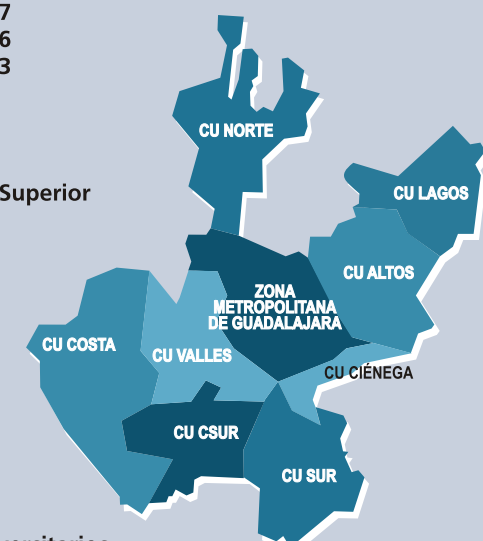 7
6
3
CU NORTE
Superior
CU LAGOS
CU ALTOS
ZONA
METROPOLITANA
DE GUADALAJARA
CU COSTA
CU VALLES
CU CIÉNEGA
CU CSUR
CU SUR